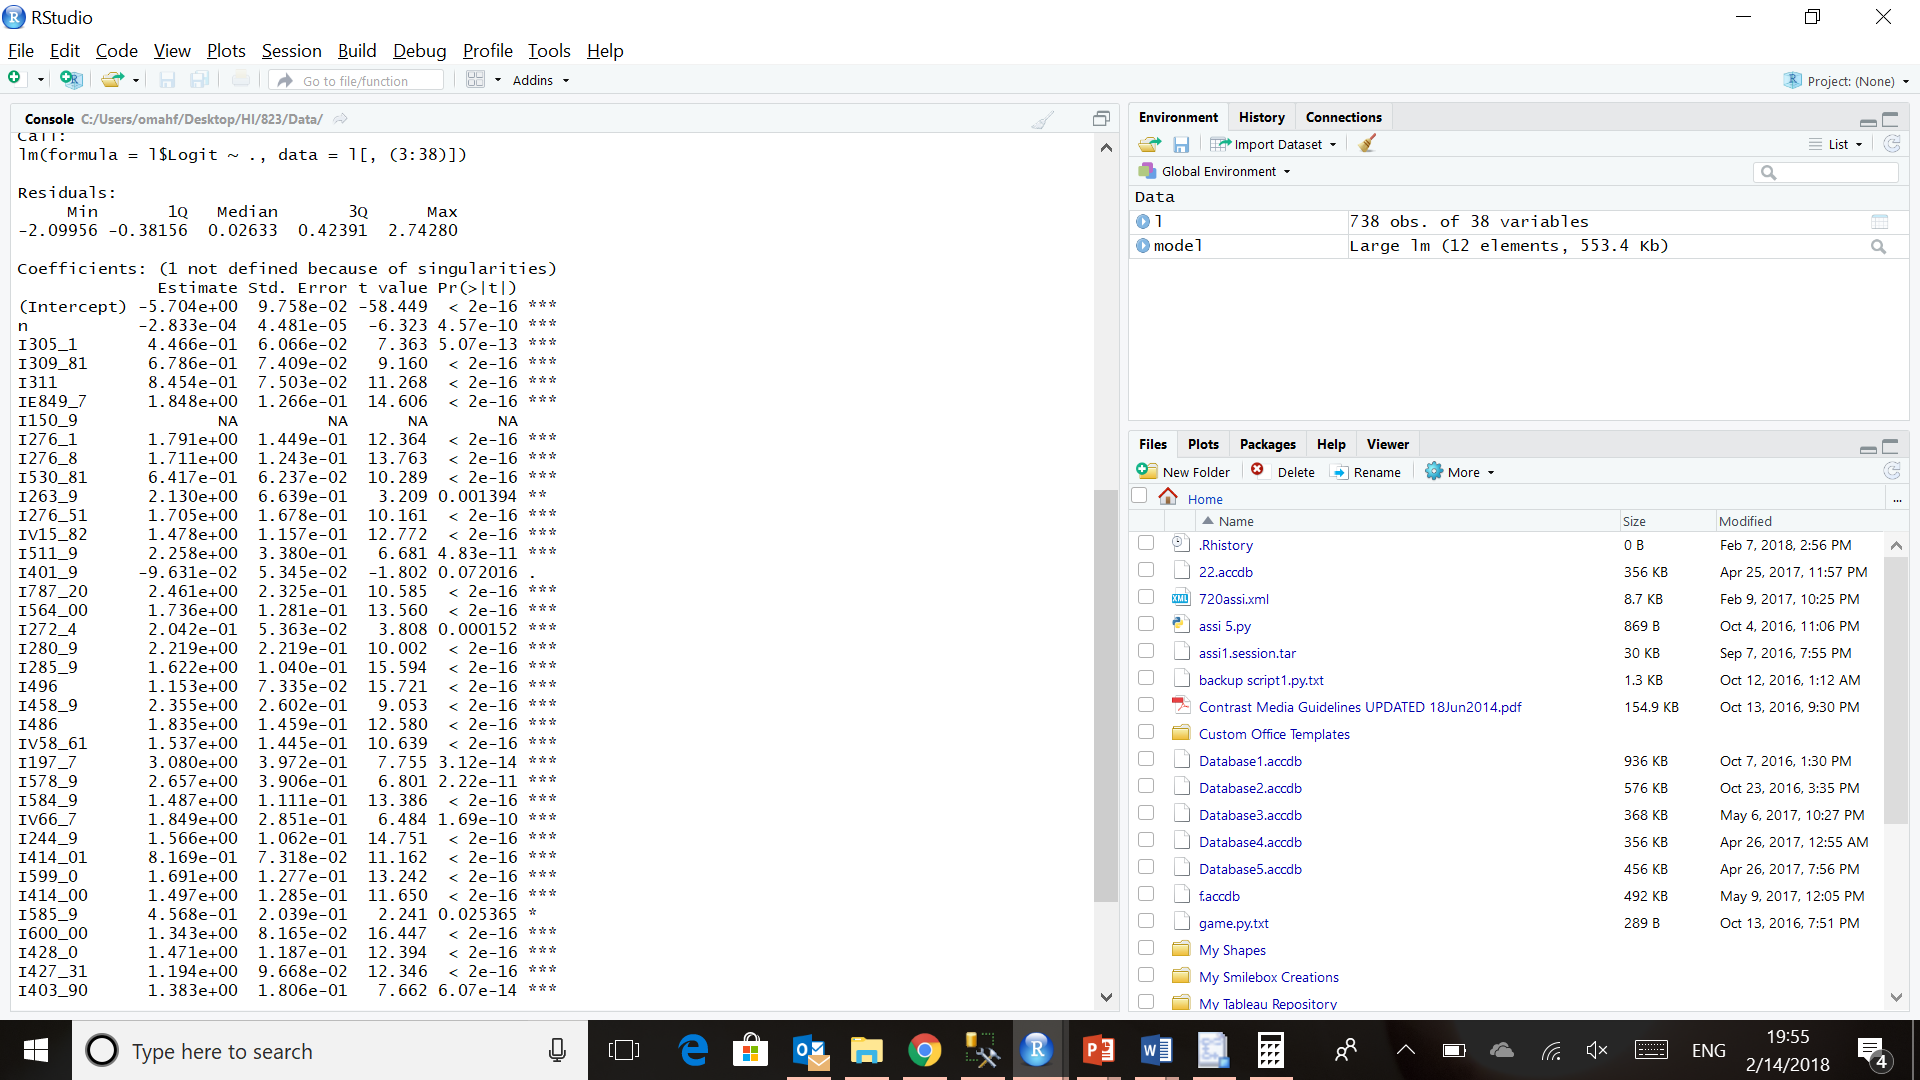 RStudio
File Edit Code View Plots Session Build Debug Profile Tools Help
Go to file/function Addins Project: (None)
Console C:/Users/omahf/Desktop/HI/823/Data/
Call:
lm(formula = l$Logit ~ ., data = l[, (3:38)])
Residuals:
Min 1Q Median 3Q Max
-2.09956 -0.38156 0.02633 0.42391 2.74280
Coefficients: (1 not defined because of singularities)
Estimate Std. Error t value Pr(>|t|)
(Intercept) -5.704e+00 9.758e-02 -58.449 < 2e-16 ***
n -2.833e-04 4.481e-05 -6.323 4.57e-10 ***
I305_1 4.466e-01 6.066e-02 7.363 5.07e-13 ***
I309_81 6.786e-01 7.409e-02 9.160 < 2e-16 ***
I311 8.454e-01 7.503e-02 11.268 < 2e-16 ***
IE849_7 1.848e+00 1.266e-01 14.606 < 2e-16 ***
I150_9 NA NA NA NA
I276_1 1.791e+00 1.449e-01 12.364 < 2e-16 ***
I276_8 1.711e+00 1.243e-01 13.763 < 2e-16 ***
I530_81 6.417e-01 6.237e-02 10.289 < 2e-16 ***
I263_9 2.130e+00 6.639e-01 3.209 0.001394 **
I276_51 1.705e+00 1.678e-01 10.161 < 2e-16 ***
IV15_82 1.478e+00 1.157e-01 12.772 < 2e-16 ***
I511_9 2.258e+00 3.380e-01 6.681 4.83e-11 ***
I401_9 -9.631e-02 5.345e-02 -1.802 0.072016 .
I787_20 2.461e+00 2.325e-01 10.585 < 2e-16 ***
I564_00 1.736e+00 1.281e-01 13.560 < 2e-16 ***
I272_4 2.042e-01 5.363e-02 3.808 0.000152 ***
I280_9 2.219e+00 2.219e-01 10.002 < 2e-16 ***
I285_9 1.622e+00 1.040e-01 15.594 < 2e-16 ***
I496 1.153e+00 7.335e-02 15.721 < 2e-16 ***
I458_9 2.355e+00 2.602e-01 9.053 < 2e-16 ***
I486 1.835e+00 1.459e-01 12.580 < 2e-16 ***
IV58_61 1.537e+00 1.445e-01 10.639 < 2e-16 ***
I197_7 3.080e+00 3.972e-01 7.755 3.12e-14 ***
I578_9 2.657e+00 3.906e-01 6.801 2.22e-11 ***
I584_9 1.487e+00 1.111e-01 13.386 < 2e-16 ***
IV66_7 1.849e+00 2.851e-01 6.484 1.69e-10 ***
I244_9 1.566e+00 1.062e-01 14.751 < 2e-16 ***
I414_01 8.169e-01 7.318e-02 11.162 < 2e-16 ***
I599_0 1.691e+00 1.277e-01 13.242 < 2e-16 ***
I414_00 1.497e+00 1.285e-01 11.650 < 2e-16 ***
I585_9 4.568e-01 2.039e-01 2.241 0.025365 *
I600_00 1.343e+00 8.165e-02 16.447 < 2e-16 ***
I428_0 1.471e+00 1.187e-01 12.394 < 2e-16 ***
I427_31 1.194e+00 9.668e-02 12.346 < 2e-16 ***
I403_90 1.383e+00 1.806e-01 7.662 6.07e-14 ***
Environment History Connections
Import Dataset List
Global Environment
Data
l 738 obs. of 38 variables
model Large lm (12 elements, 553.4 Kb)
Files Plots Packages Help Viewer
New Folder Delete Rename More
Home ...
Name Size Modified
.Rhistory 0 B Feb 7, 2018, 2:56 PM
22.accdb 356 KB Apr 25, 2017, 11:57 PM
XML 720assi.xml 8.7 KB Feb 9, 2017, 10:25 PM
assi 5.py 869 B Oct 4, 2016, 11:06 PM
assi1.session.tar 30 KB Sep 7, 2016, 7:55 PM
backup script1.py.txt 1.3 KB Oct 12, 2016, 1:12 AM
Contrast Media Guidelines UPDATED 18Jun2014.pdf 154.9 KB Oct 13, 2016, 9:30 PM
Custom Office Templates
Database1.accdb 936 KB Oct 7, 2016, 1:30 PM
Database2.accdb 576 KB Oct 23, 2016, 3:35 PM
Database3.accdb 368 KB May 6, 2017, 10:27 PM
Database4.accdb 356 KB Apr 26, 2017, 12:55 AM
Database5.accdb 456 KB Apr 26, 2017, 7:56 PM
f.accdb 492 KB May 9, 2017, 12:05 PM
game.py.txt 289 B Oct 13, 2016, 7:51 PM
My Shapes
My Smilebox Creations
My Tableau Repository
Type here to search
ENG
19:55
2/14/2018
4